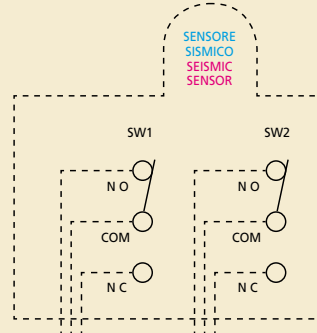 SENSORE
SISMICO
SEISMIC
SENSOR
SW1 SW2
N O N O
COM COM
N C N C